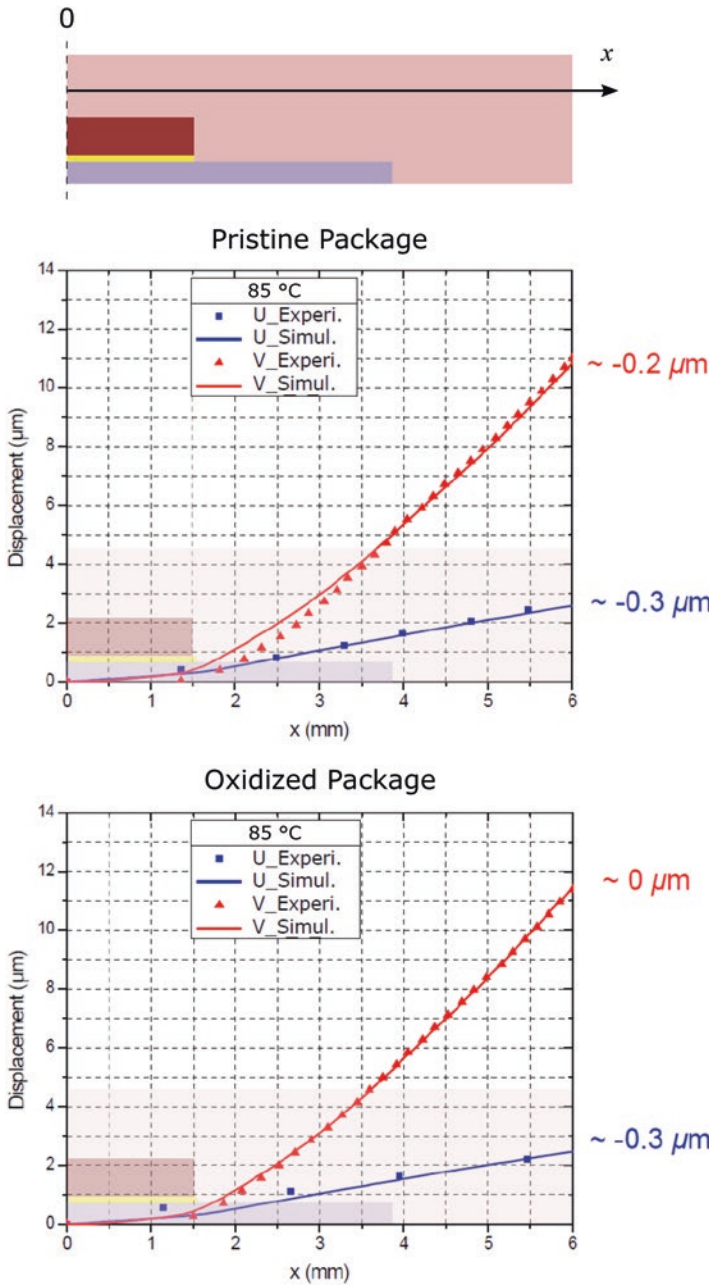 0
x
Pristine Package
14
12
10
8
6
4
2
0
Displacement (µm)
85 °C
U_Experi.
U_Simul.
V_Experi.
V_Simul.
~ -0.2 µm
~ -0.3 µm
0 1 2 3 4 5 6
x (mm)
Oxidized Package
14
12
10
8
6
4
2
0
Displacement (µm)
85 °C
U_Experi.
U_Simul.
V_Experi.
V_Simul.
~ 0 µm
~ -0.3 µm
0 1 2 3 4 5 6
x (mm)